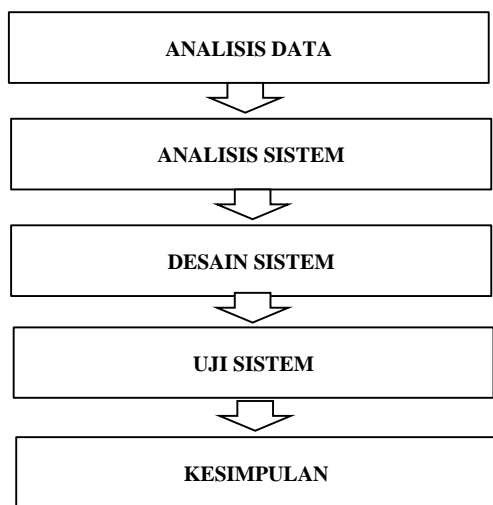 ANALISIS DATA
ANALISIS SISTEM
DESAIN SISTEM
UJI SISTEM
KESIMPULAN